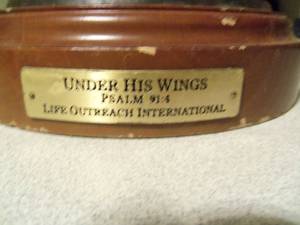 UNDER HIS WINGS
PSALM 91:4
LIFE OUTREACH INTERNATIONAL